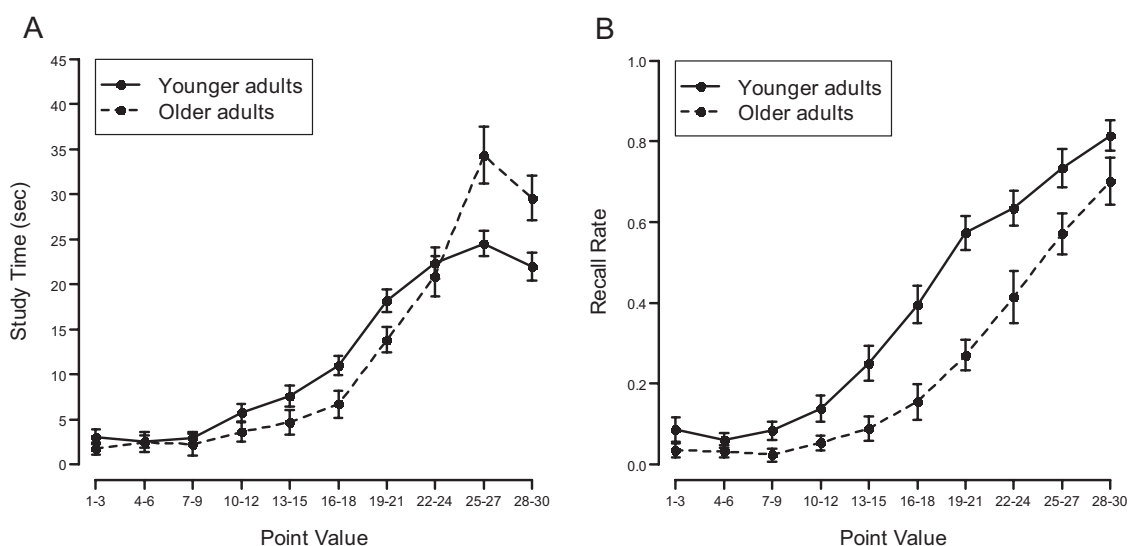 A
Younger adults
Older adults
Study Time (sec)
45
40
35
30
25
20
15
10
5
0
1-3 4-6 7-9 10-12 13-15 16-18 19-21 22-24 25-27 28-30
Point Value
B
Younger adults
Older adults
Recall Rate
1.0
0.8
0.6
0.4
0.2
0.0
1-3 4-6 7-9 10-12 13-15 16-18 19-21 22-24 25-27 28-30
Point Value